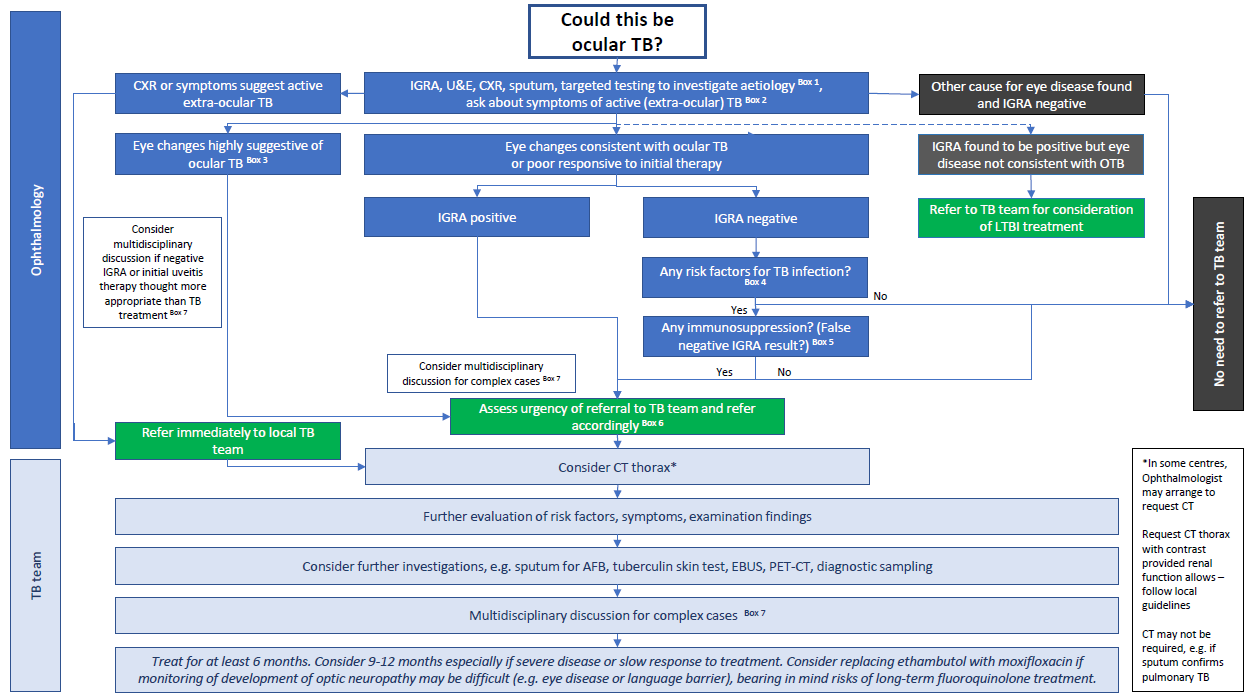 Could this be
ocular TB?
CXR or symptoms suggest active
extra-ocular TB
IGRA, U&E, CXR, sputum, targeted testing to investigate aetiology Box 1,
ask about symptoms of active (extra-ocular) TB Box 2
Other cause for eye disease found
and IGRA negative
Eye changes highly suggestive of
ocular TB Box 3
Eye changes consistent with ocular TB
or poor responsive to initial therapy
IGRA found to be positive but eye
disease not consistent with OTB
Ophthalmology
IGRA positive
IGRA negative
Refer to TB team for consideration
of LTBI treatment
Consider
multidisciplinary
discussion if negative
IGRA or initial uveitis
therapy thought more
appropriate than TB
treatment Box 7
Any risk factors for TB infection?
Box 4
No
Yes
No need to refer to TB team
Any immunosuppression? (False
negative IGRA result?) Box 5
Consider multidisciplinary
discussion for complex cases Box 7
Yes
No
Assess urgency of referral to TB team and refer
accordingly Box 6
Refer immediately to local TB
team
Consider CT thorax*
TB team
Further evaluation of risk factors, symptoms, examination findings
Consider further investigations, e.g. sputum for AFB, tuberculin skin test, EBUS, PET-CT, diagnostic sampling
Multidisciplinary discussion for complex cases Box 7
Treat for at least 6 months. Consider 9-12 months especially if severe disease or slow response to treatment. Consider replacing ethambutol with moxifloxacin if
monitoring of development of optic neuropathy may be difficult (e.g. eye disease or language barrier), bearing in mind risks of long-term fluoroquinolone treatment.
*In some centres,
Ophthalmologist
may arrange to
request CT
Request CT thorax
with contrast
provided renal
function allows –
follow local
guidelines
CT may not be
required, e.g. if
sputum confirms
pulmonary TB